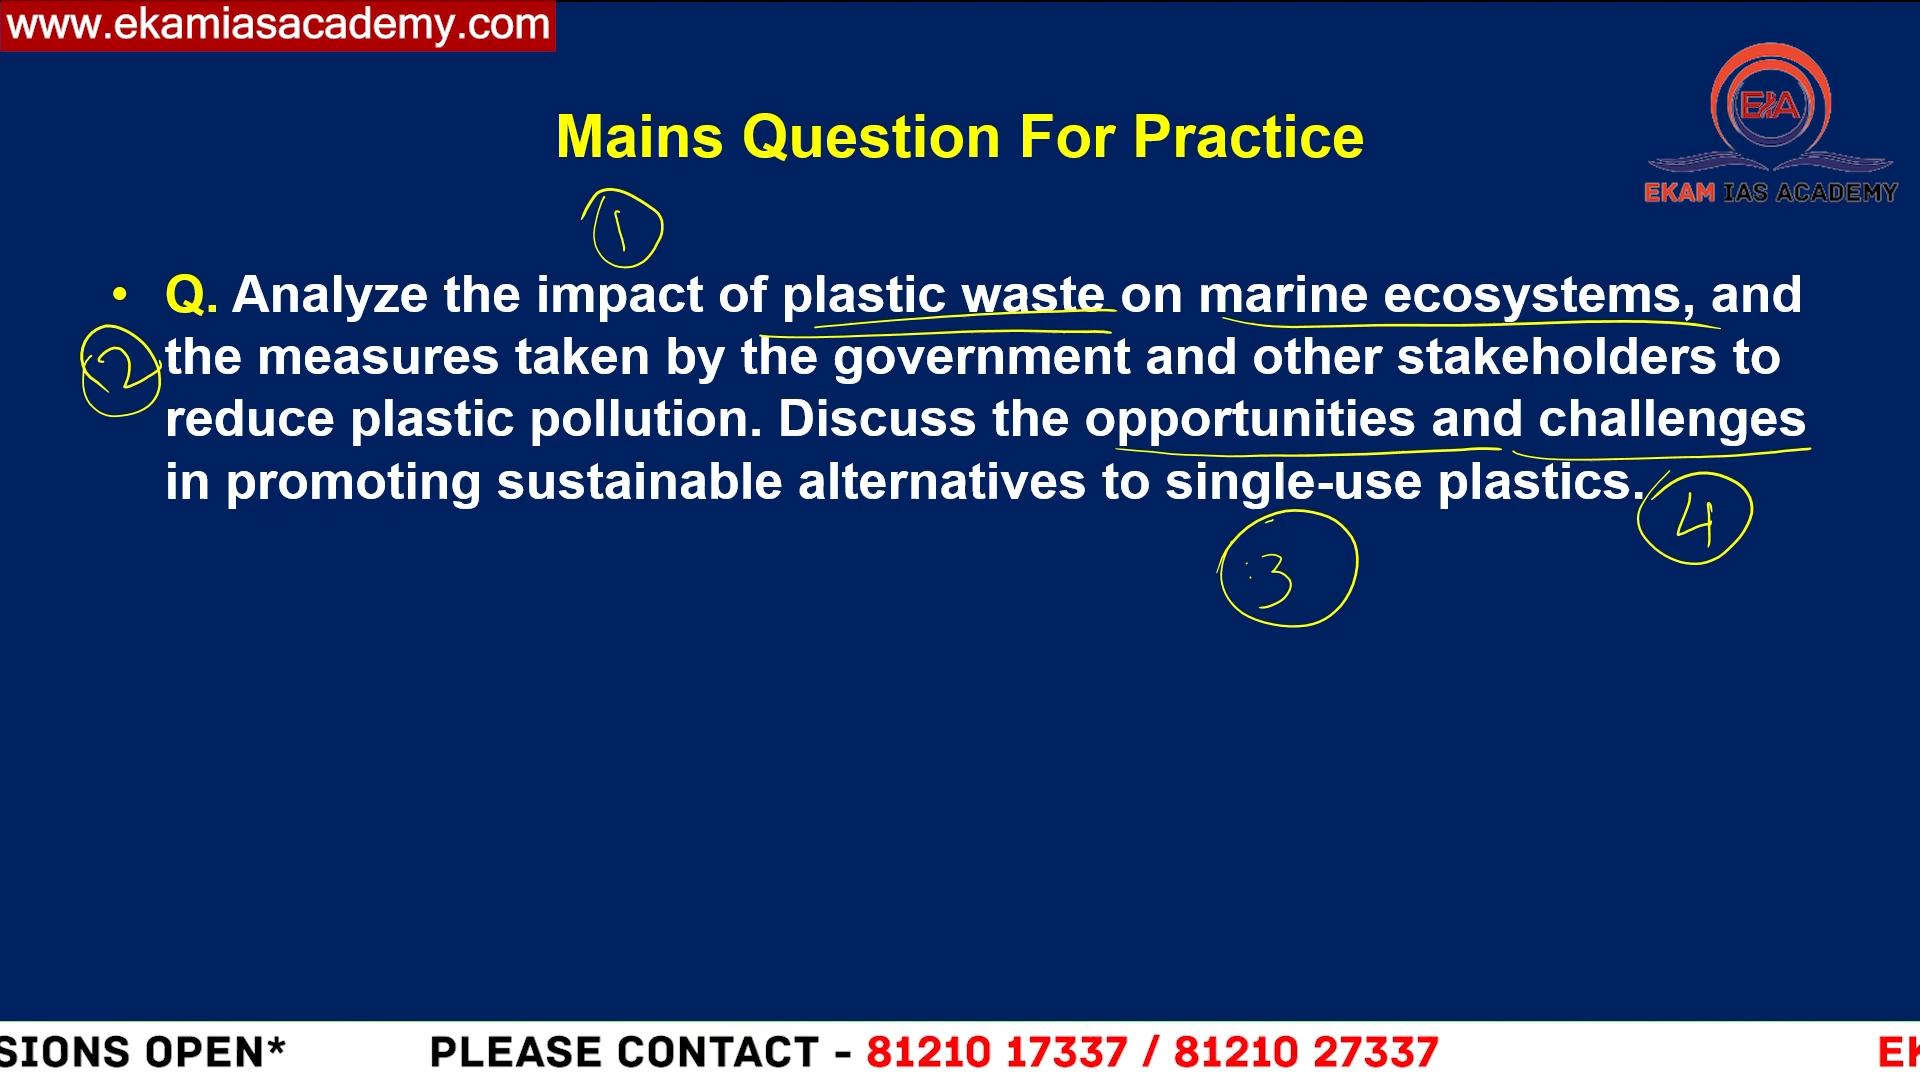 www.ekamiasacademy.com
EIA
EKAM IAS ACADEMY
Mains Question For Practice
1
• Q. Analyze the impact of plastic waste on marine ecosystems, and
2 the measures taken by the government and other stakeholders to
reduce plastic pollution. Discuss the opportunities and challenges
in promoting sustainable alternatives to single-use plastics.
4
3
SIONS OPEN* PLEASE CONTACT - 81210 17337 / 81210 27337 EK